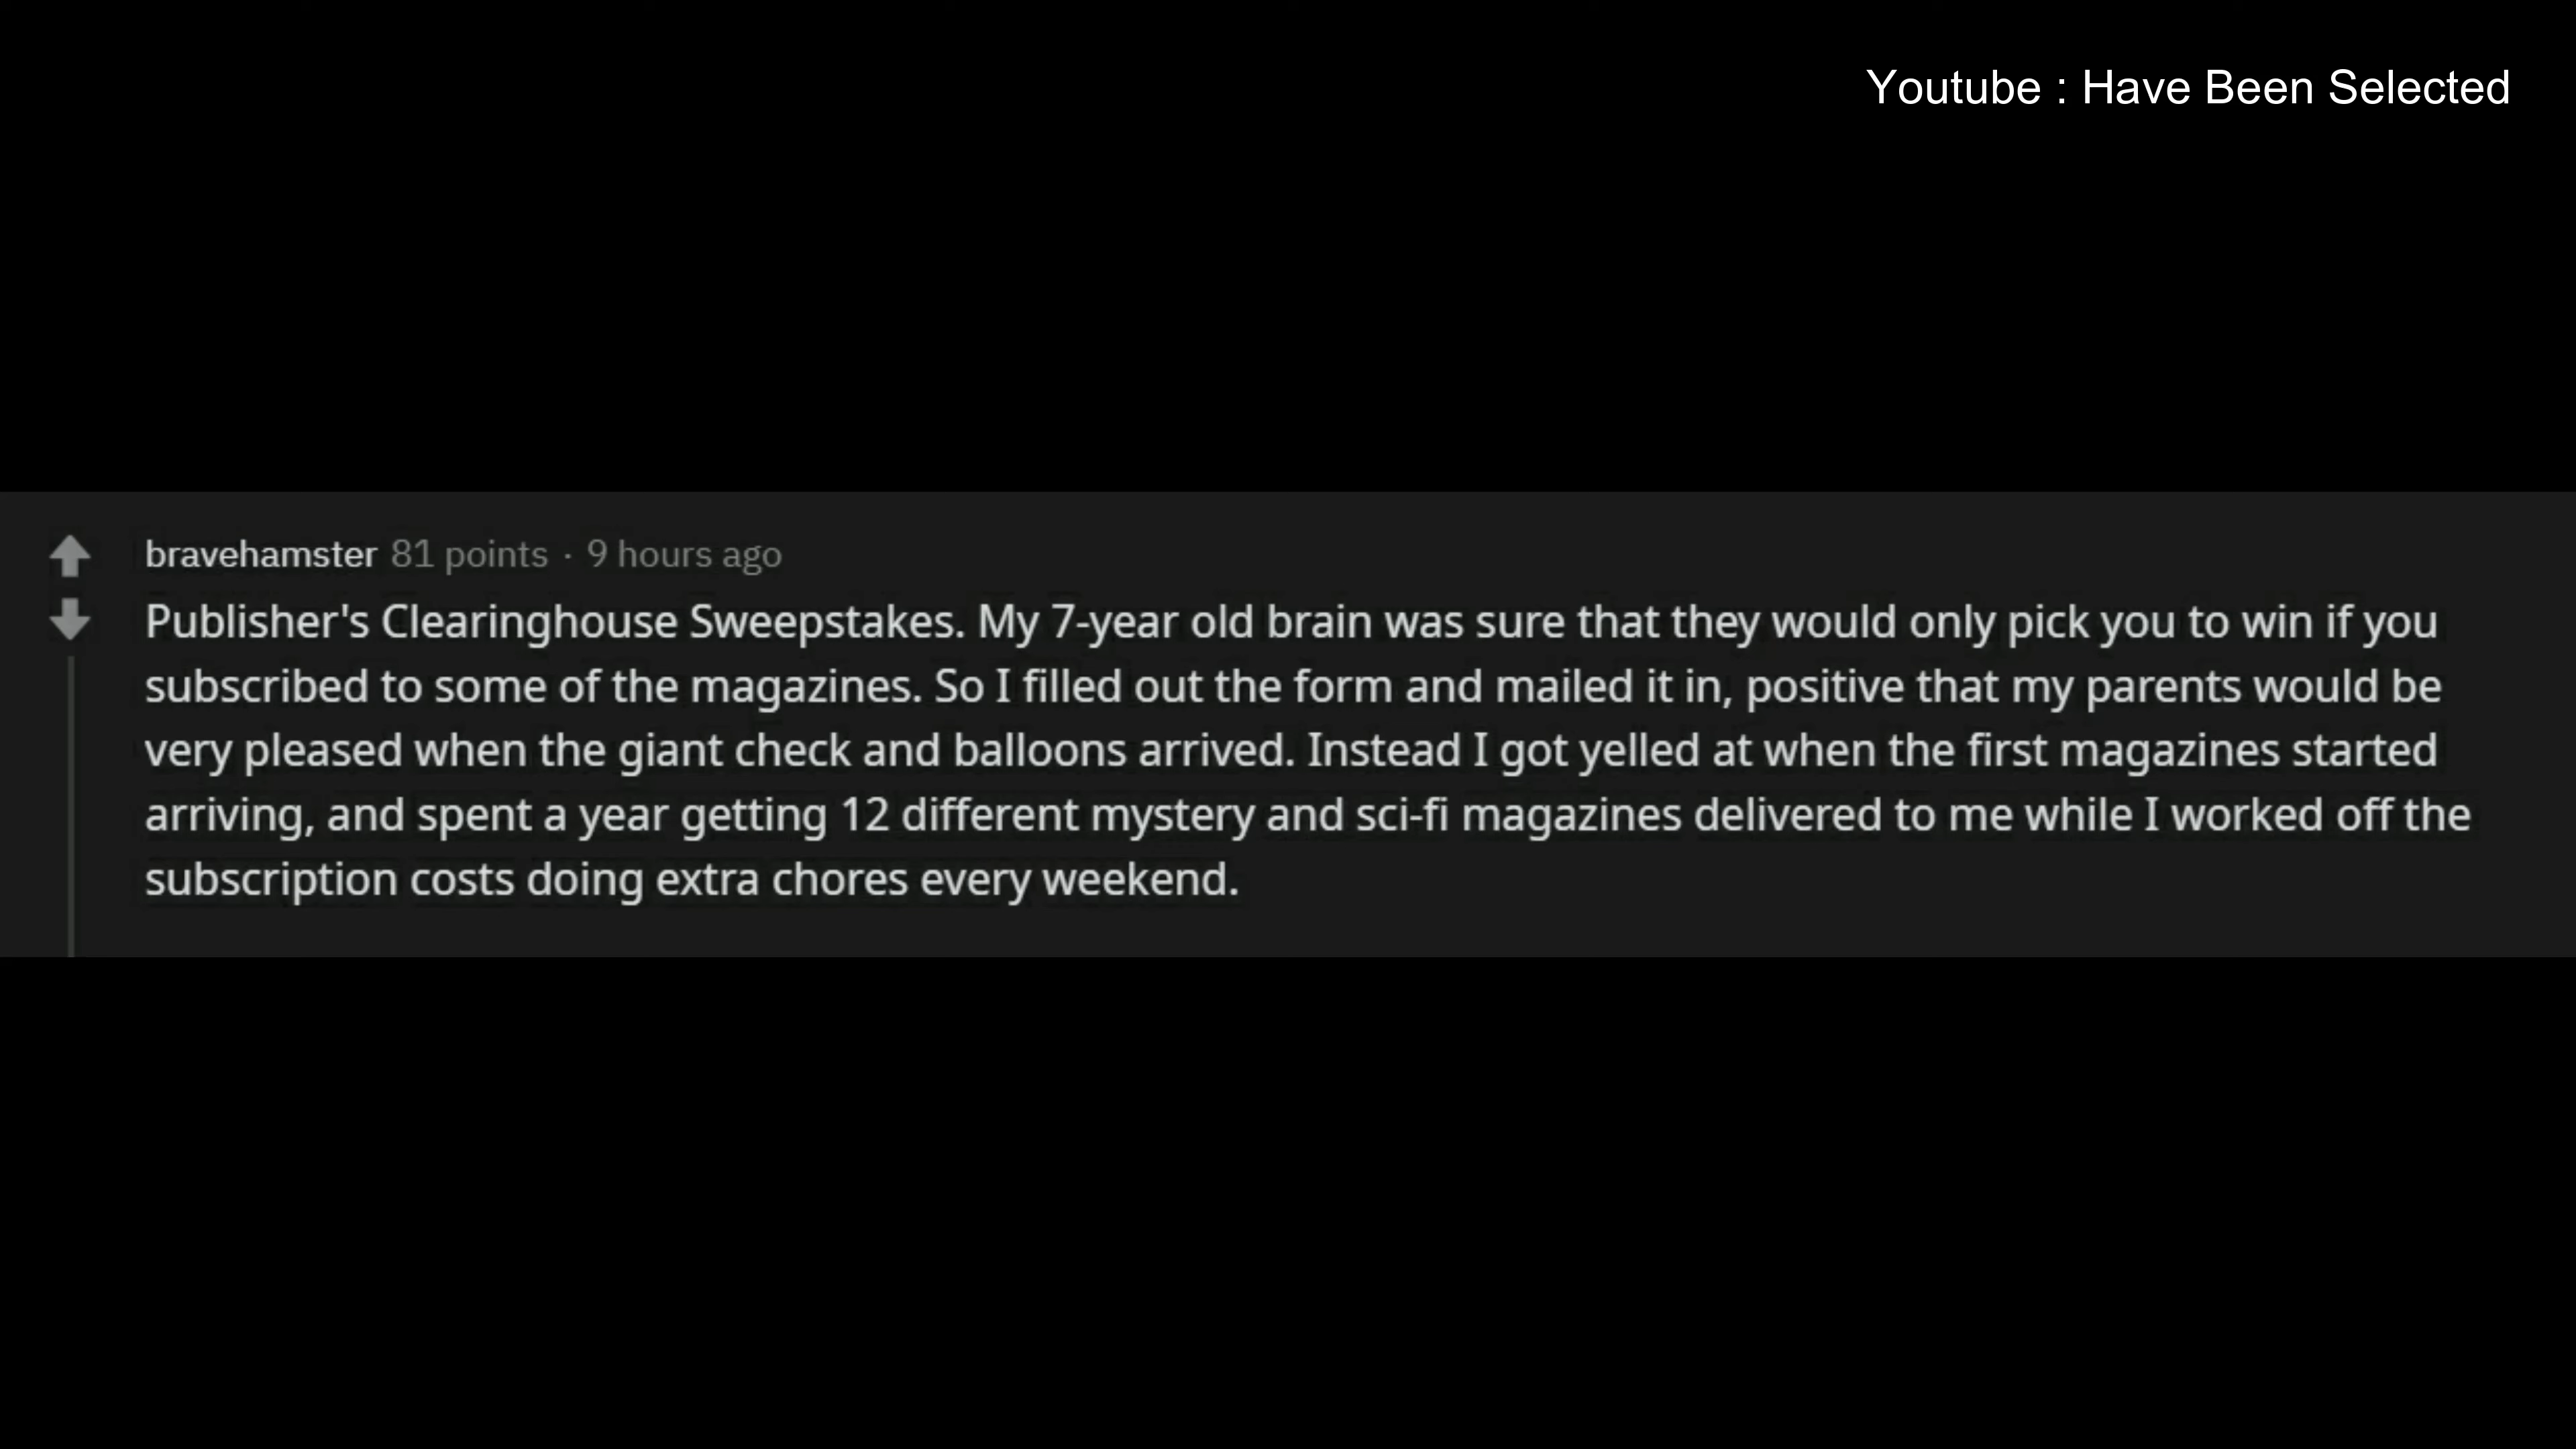 Youtube : Have Been Selected
bravehamster 81 points · 9 hours ago
Publisher's Clearinghouse Sweepstakes. My 7-year old brain was sure that they would only pick you to win if you
subscribed to some of the magazines. So I filled out the form and mailed it in, positive that my parents would be
very pleased when the giant check and balloons arrived. Instead I got yelled at when the first magazines started
arriving, and spent a year getting 12 different mystery and sci-fi magazines delivered to me while I worked off the
subscription costs doing extra chores every weekend.